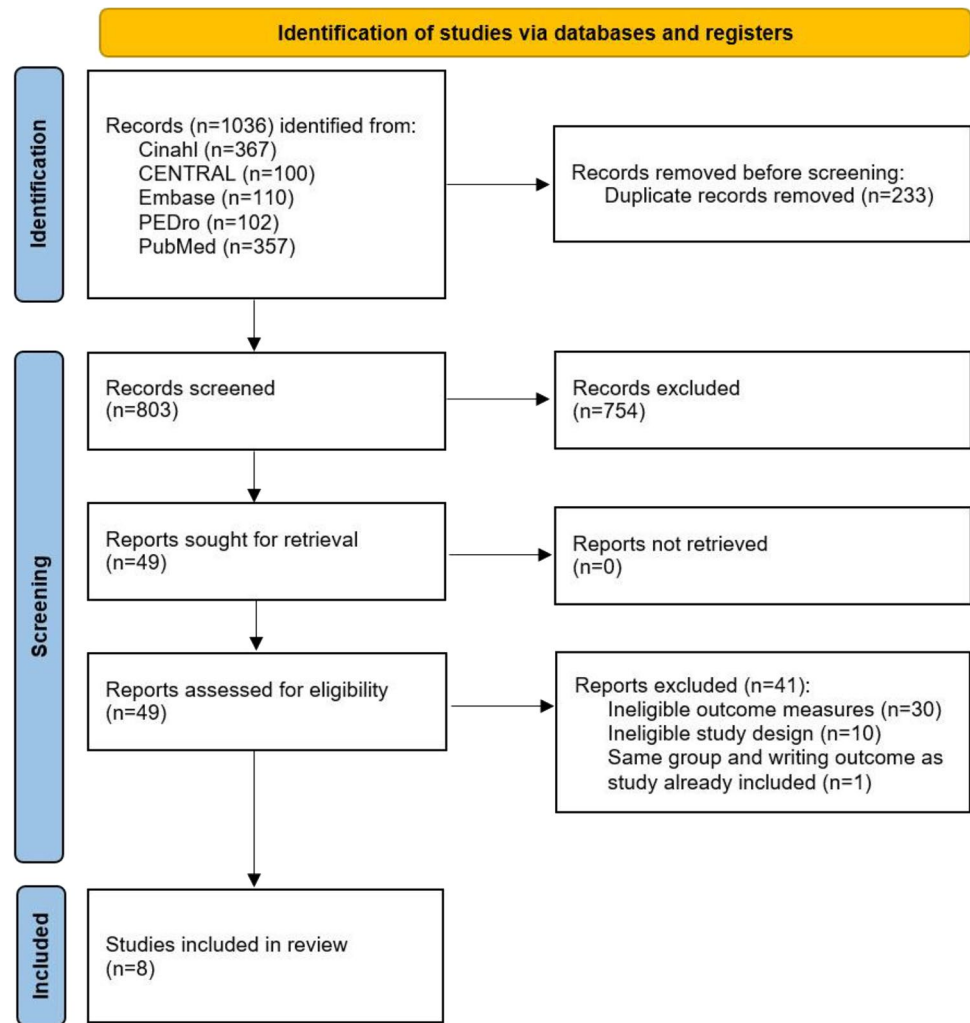 Identification of studies via databases and registers
Identification
Records (n=1036) identified from:
Cinahl (n=367)
CENTRAL (n=100)
Embase (n=110)
PEDro (n=102)
PubMed (n=357)
Records removed before screening:
Duplicate records removed (n=233)
Screening
Records screened
(n=803)
Records excluded
(n=754)
Reports sought for retrieval
(n=49)
Reports not retrieved
(n=0)
Reports assessed for eligibility
(n=49)
Reports excluded (n=41):
Ineligible outcome measures (n=30)
Ineligible study design (n=10)
Same group and writing outcome as
study already included (n=1)
Included
Studies included in review
(n=8)